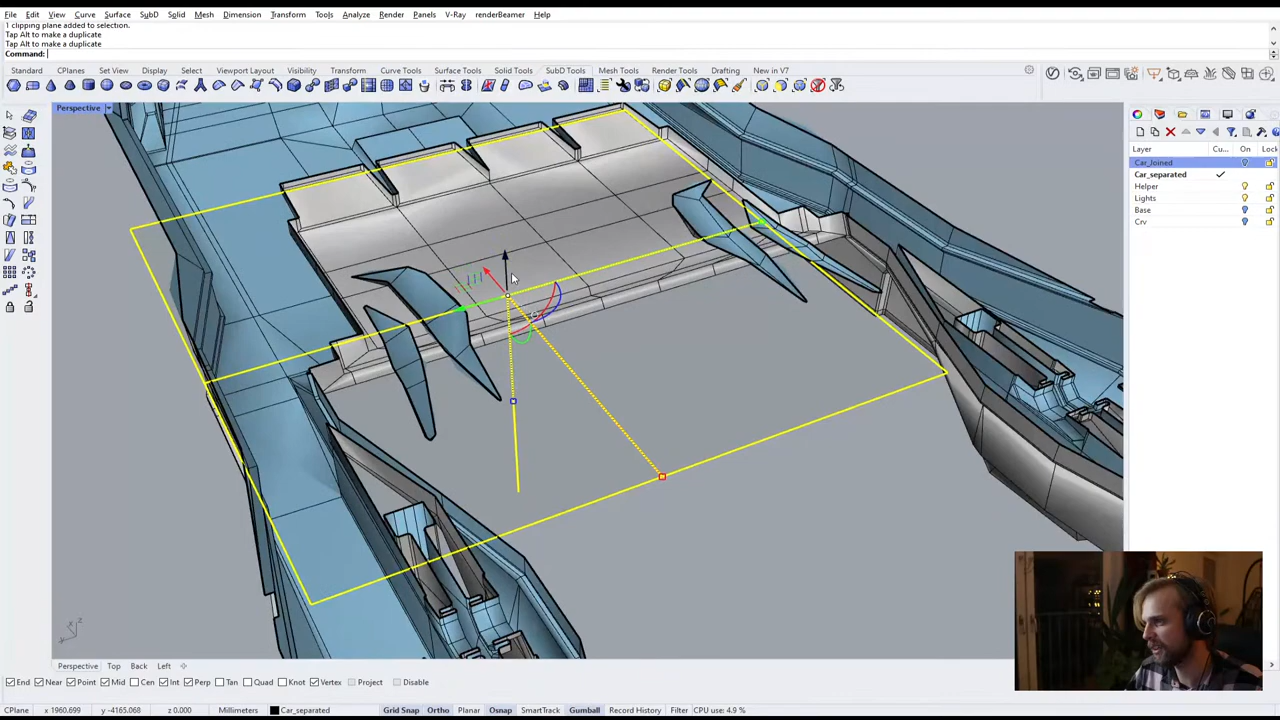 File Edit View Curve Surface SubD Solid Mesh Dimension Transform Tools Analyze Render Panels V-Ray renderBeamer Help
1 clipping plane added to selection.
Tap Alt to make a duplicate
Tap Alt to make a duplicate
Command:
Standard CPlanes Set View Display Select Viewport Layout Visibility Transform Curve Tools Surface Tools Solid Tools SubD Tools Mesh Tools Render Tools Drafting New in V7
Perspective
Layer Cu... On Lock
Car_Joined
Car_separated
Helper
Lights
Base
Crv
z x y
Perspective Top Back Left
End Near Point Mid Cen Int Perp Tan Quad Knot Vertex Project Disable
CPlane x 1960.699 y -4165.068 z 0.000 Millimeters Car_separated Grid Snap Ortho Planar Osnap SmartTrack Gumball Record History Filter CPU use: 4.9 %